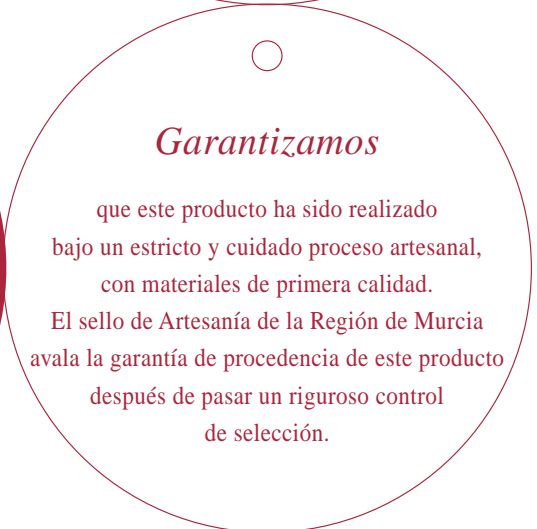 Garantizamos
que este producto ha sido realizado
bajo un estricto y cuidado proceso artesanal,
con materiales de primera calidad.
El sello de Artesanía de la Región de Murcia
avala la garantía de procedencia de este producto
después de pasar un riguroso control
de selección.